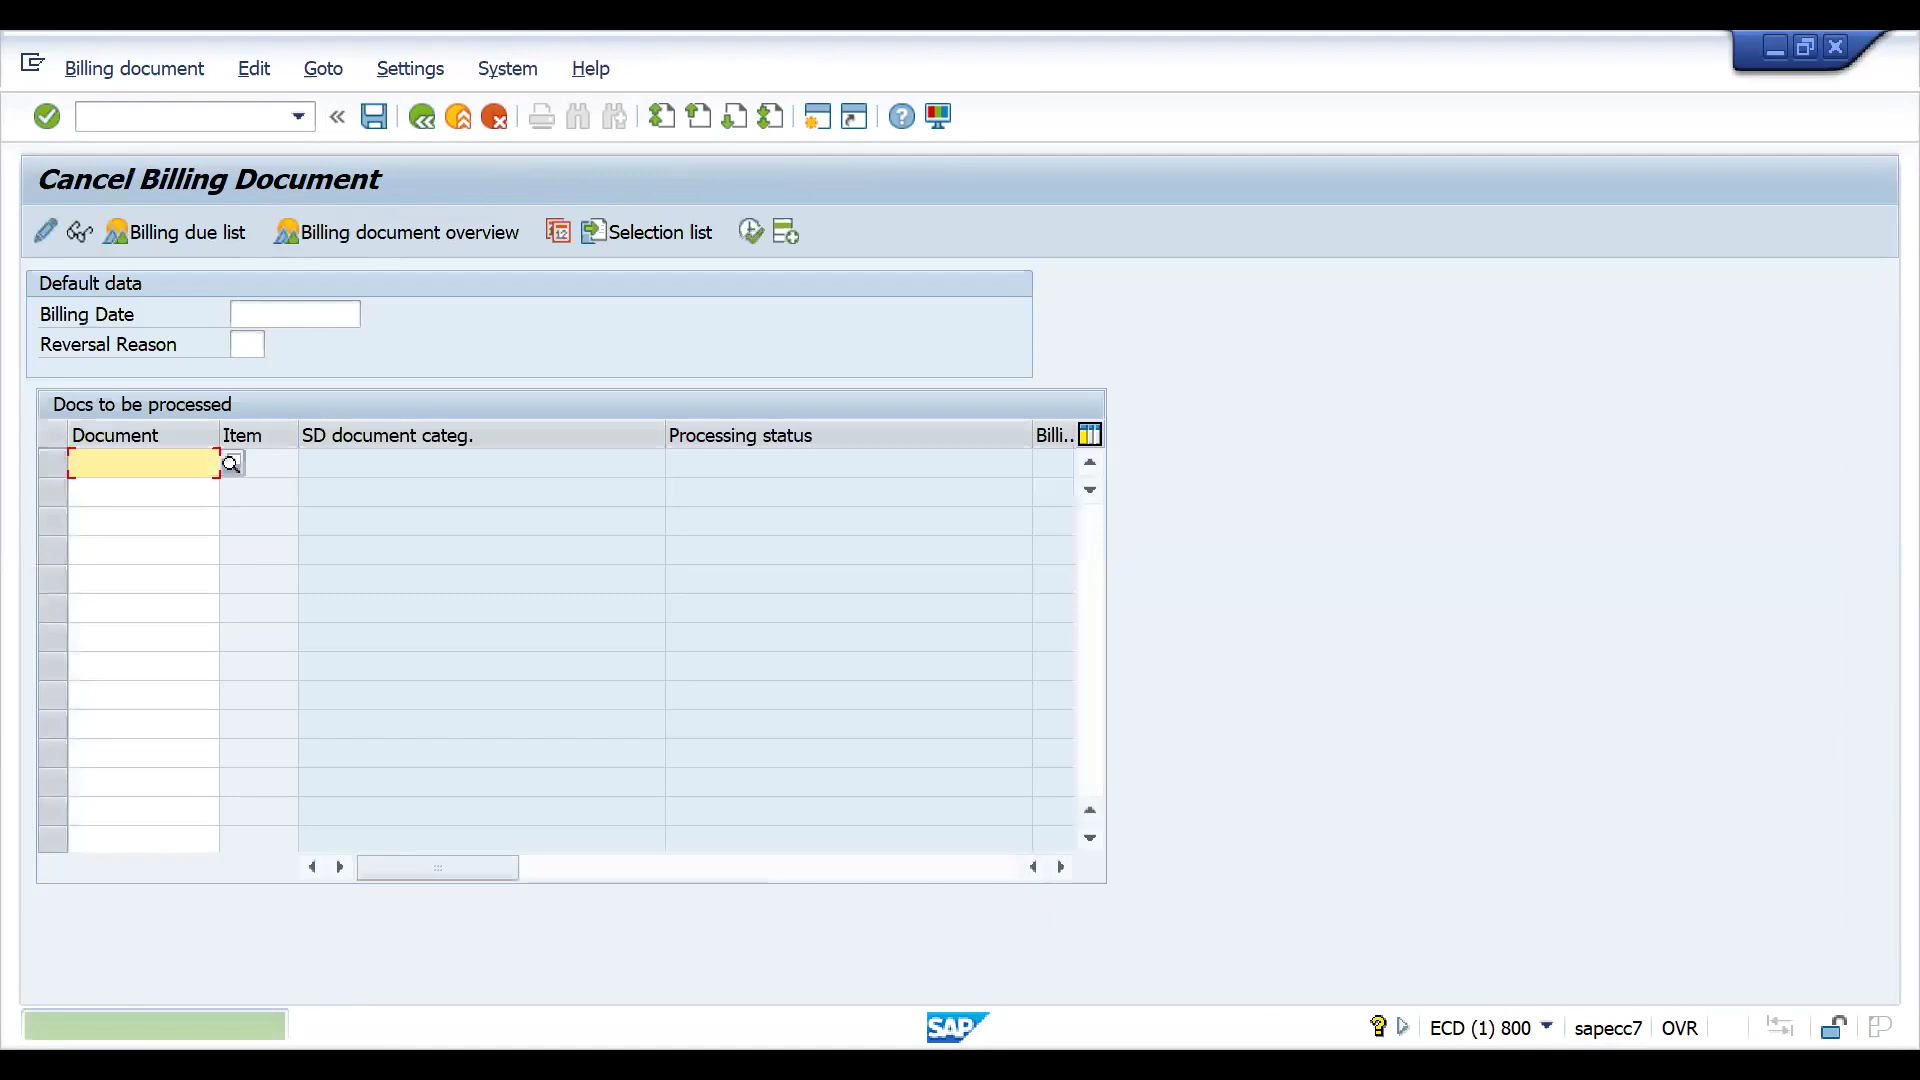 Billing document Edit Goto Settings System Help
Cancel Billing Document
Billing due list Billing document overview 12 Selection list
Default data
Billing Date
Reversal Reason
Docs to be processed
Document Item SD document categ. Processing status Billi..
SAP ECD (1) 800 sapecc7 OVR